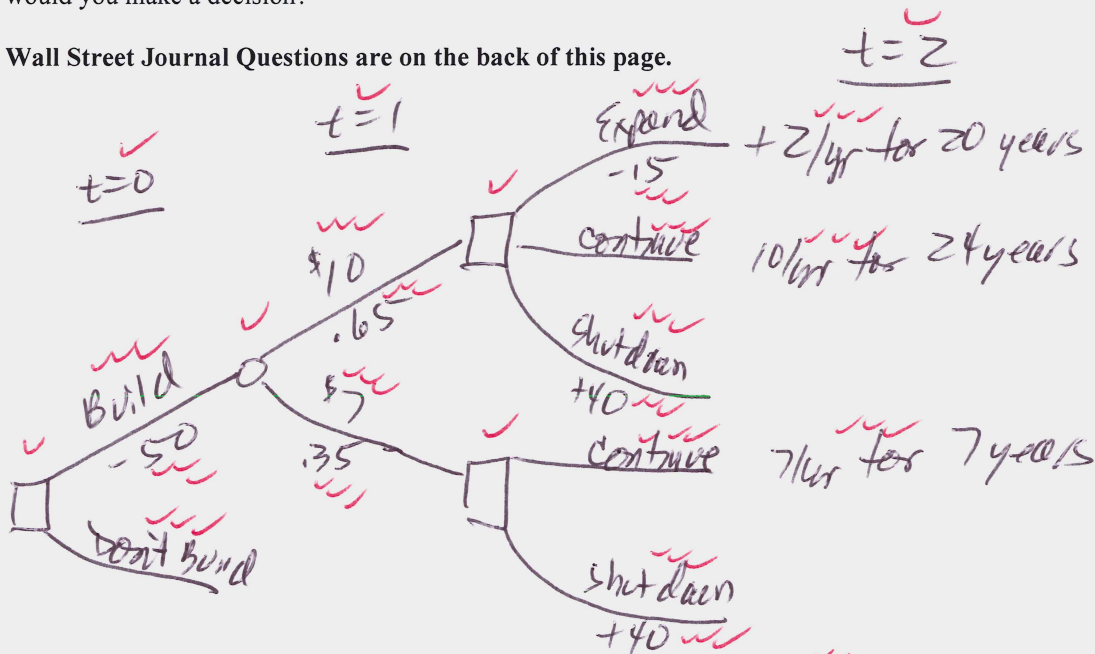 would you make a decision?
Wall Street Journal Questions are on the back of this page.
t=2
t=1
t=0
Expand
-15
+2/yr for 20 years
continue
10/yr for 24 years
$10
.65
Shutdown
+40
Build
-50
$7
.35
continue
7/yr for 7 years
Don't Build
shutdown
+40